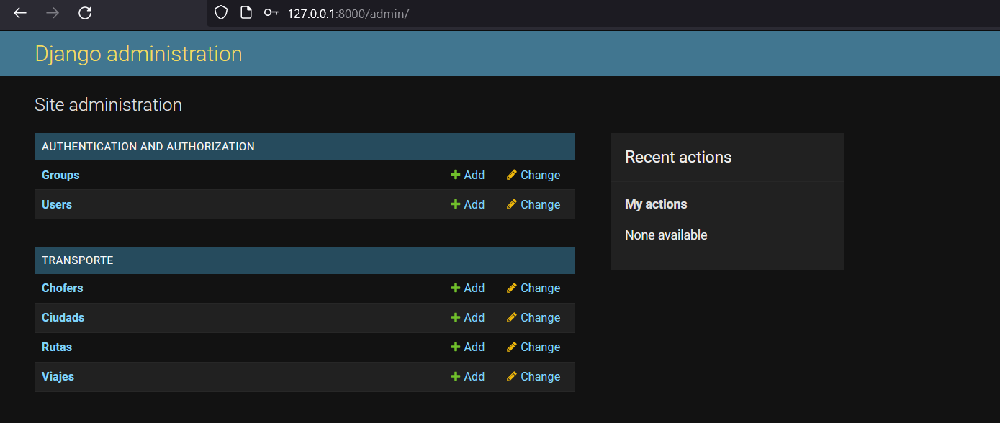 127.0.0.1:8000/admin/
Django administration
Site administration
AUTHENTICATION AND AUTHORIZATION
Groups Add Change
Users Add Change
TRANSPORTE
Chofers Add Change
Ciudads Add Change
Rutas Add Change
Viajes Add Change
Recent actions
My actions
None available